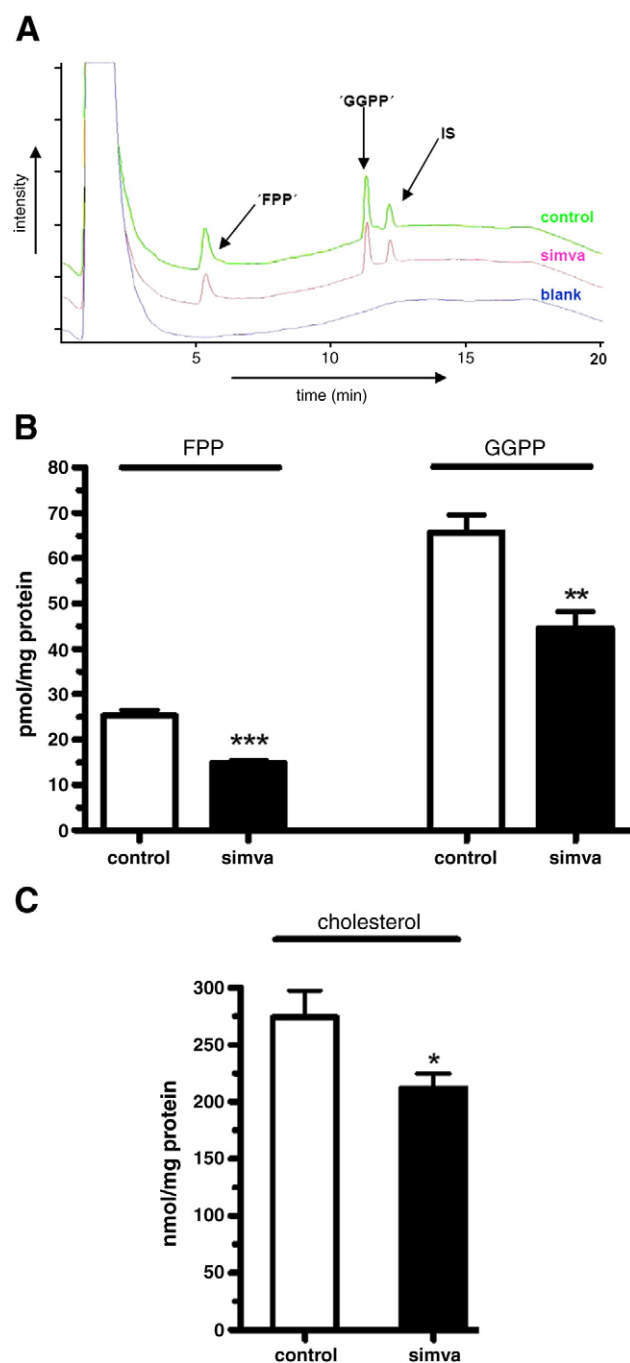 A
´GGPP´
IS
´FPP´
intensity
control
simva
blank
5 10 15 20
time (min)
B
FPP GGPP
80
70
60
50
40
30
20
10
0
pmol/mg protein
***
**
control simva control simva
C
cholesterol
300
250
200
150
100
50
0
nmol/mg protein
*
control simva